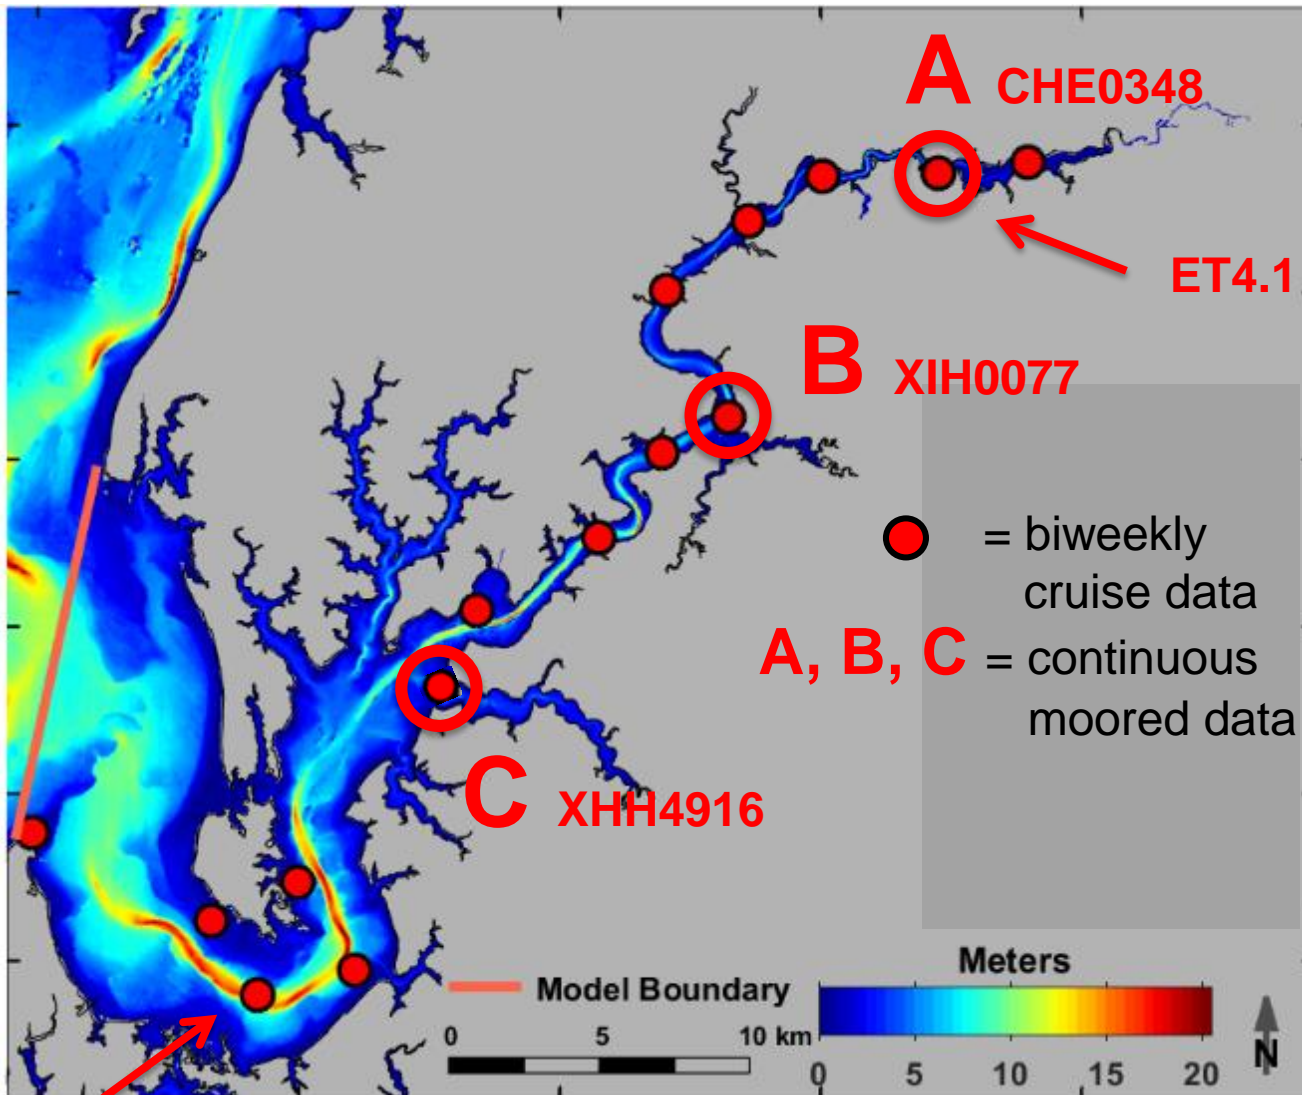 A CHE0348
ET4.1
B XIH0077
= biweekly
cruise data
A, B, C = continuous
moored data
C XHH4916
Meters
Model Boundary
0 5 10 km
0 5 10 15 20
N